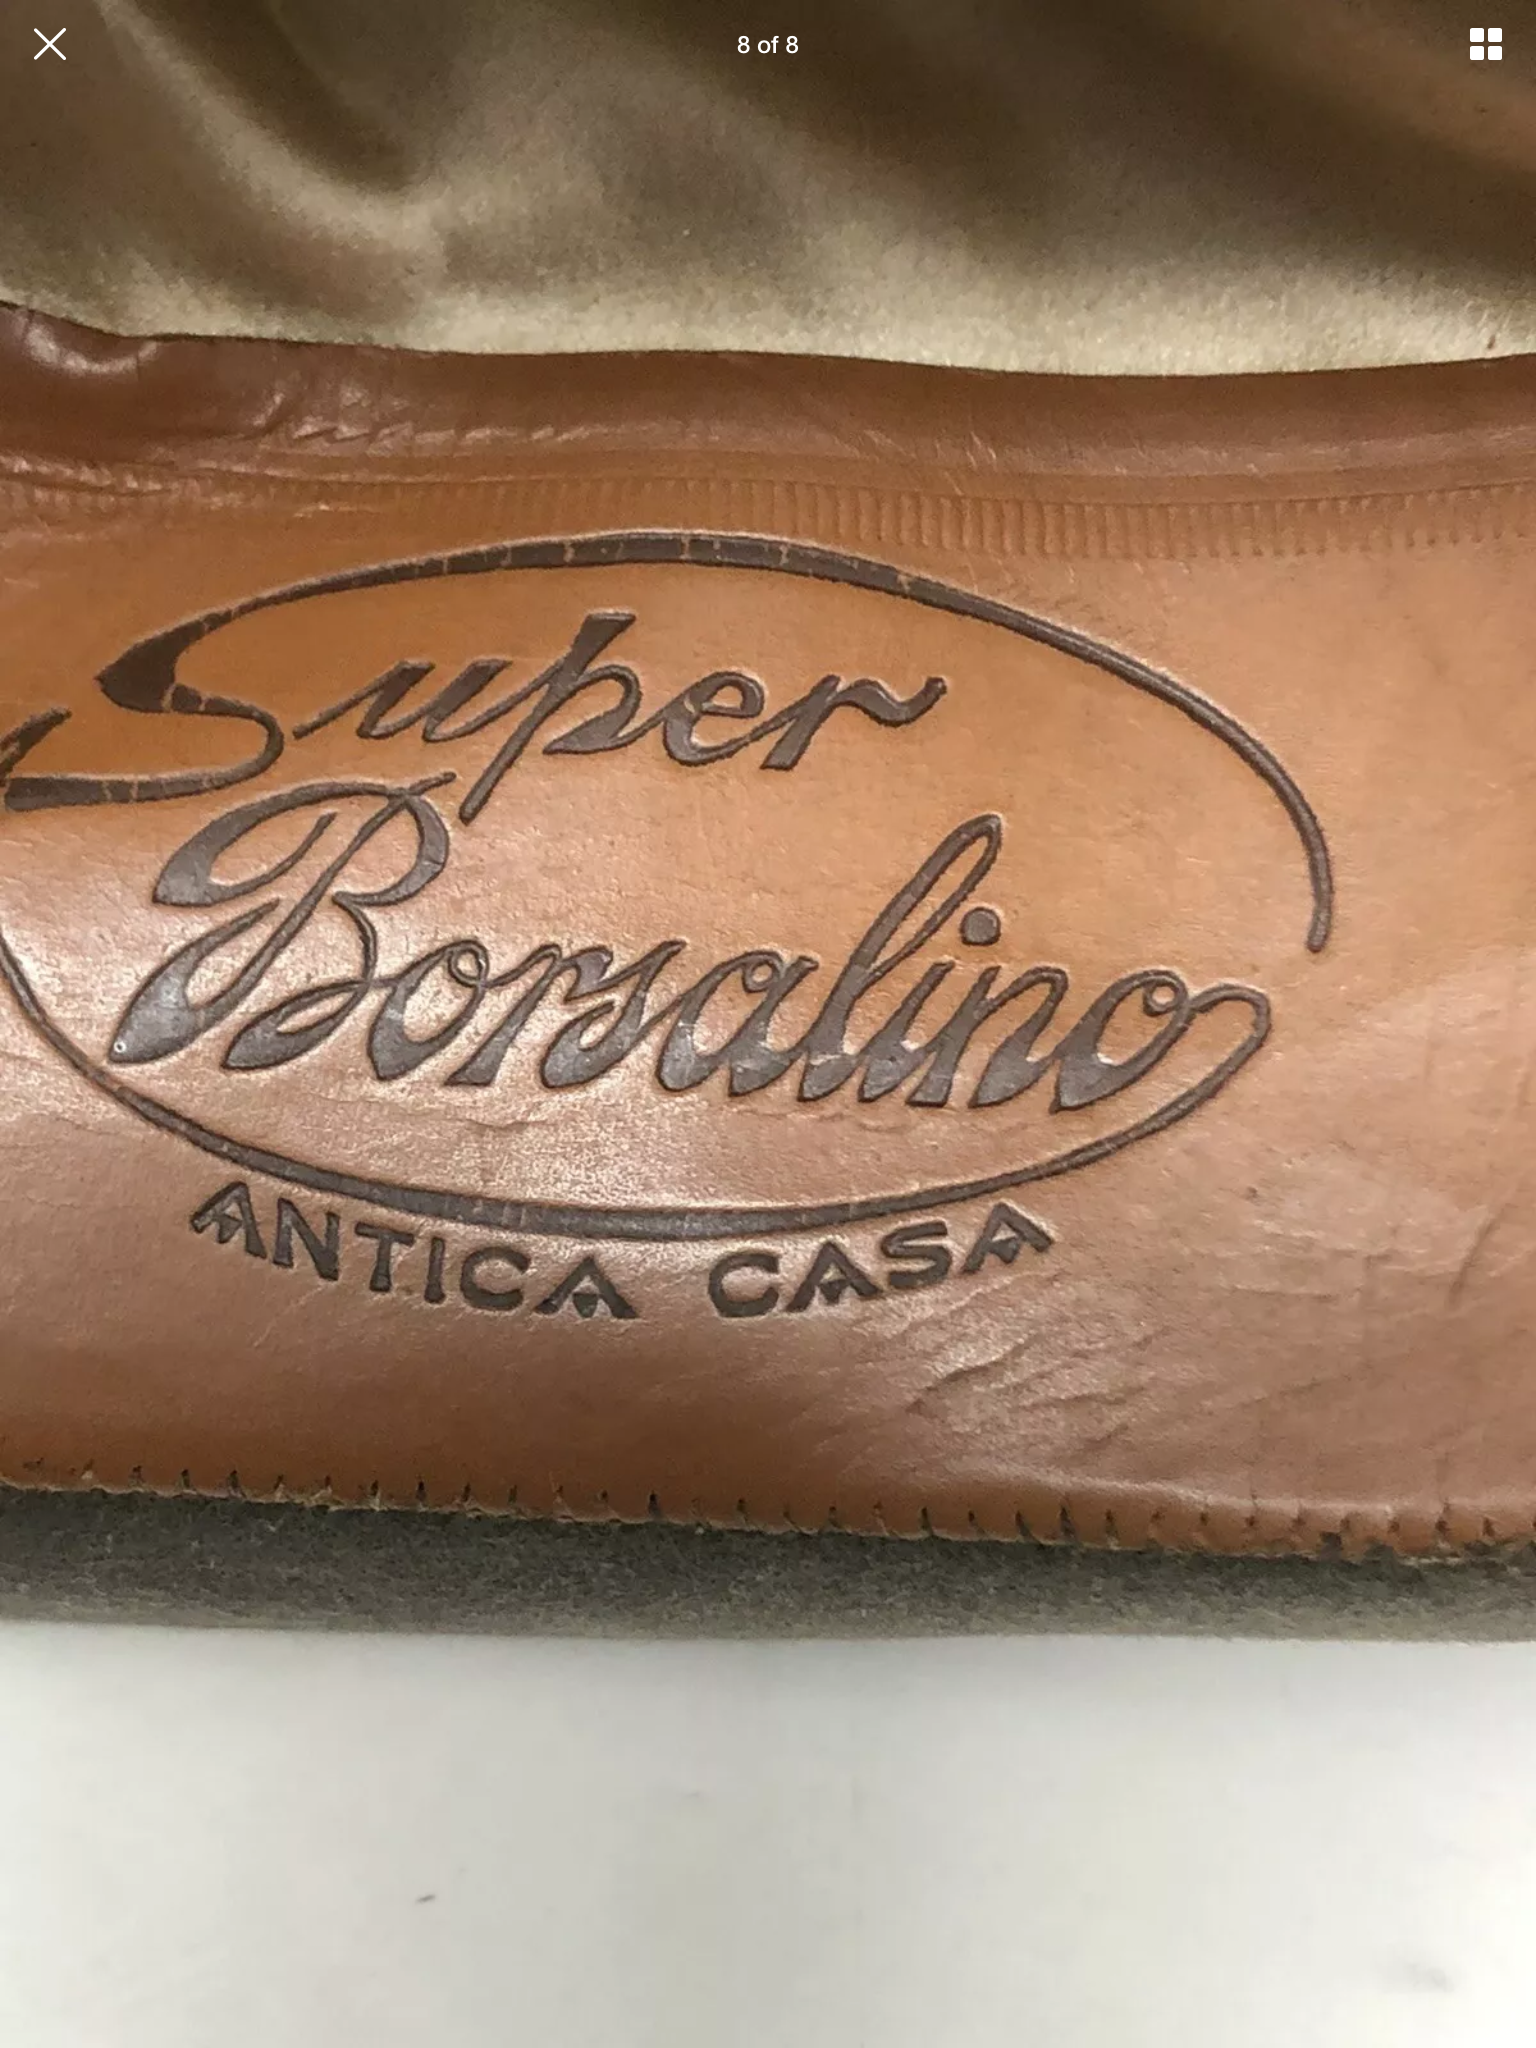 8 of 8
Super
Borsalino
ANTICA CASA